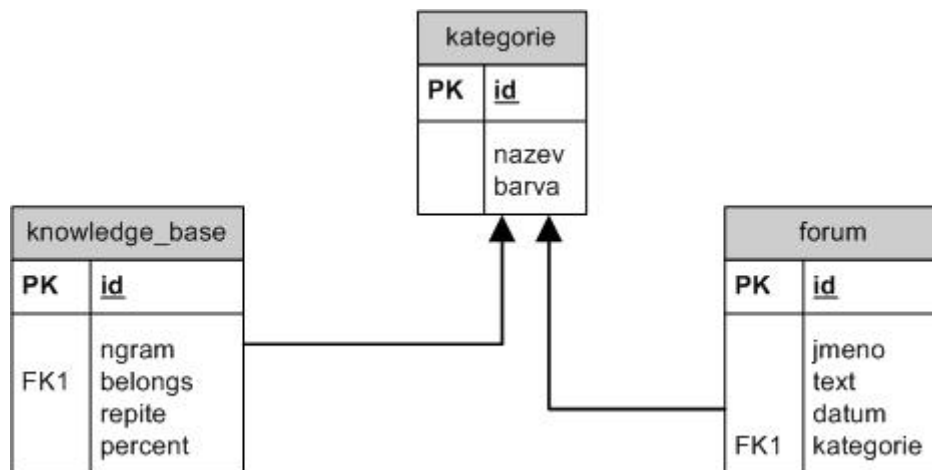 kategorie
PK id
nazev
barva
knowledge_base
PK id
ngram
FK1 belongs
repite
percent
forum
PK id
jmeno
text
datum
FK1 kategorie